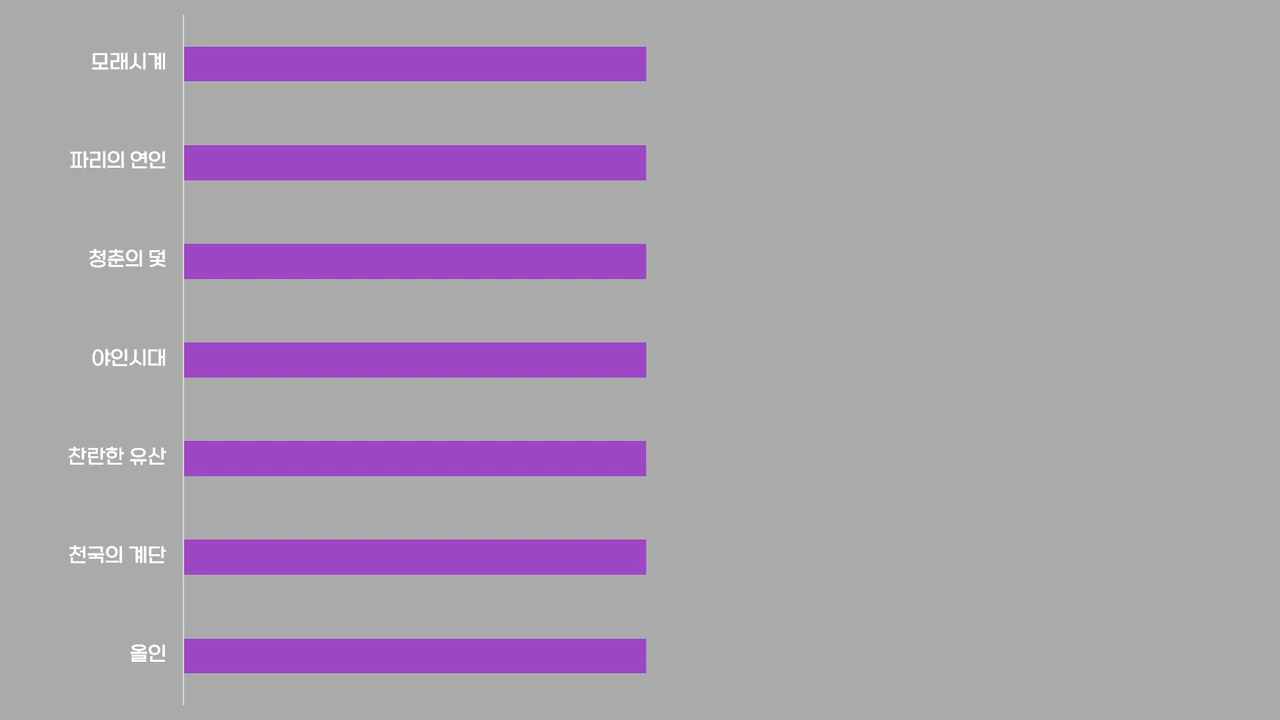 모래시계
파리의 연인
청춘의 덫
야인시대
찬란한 유산
천국의 계단
올인